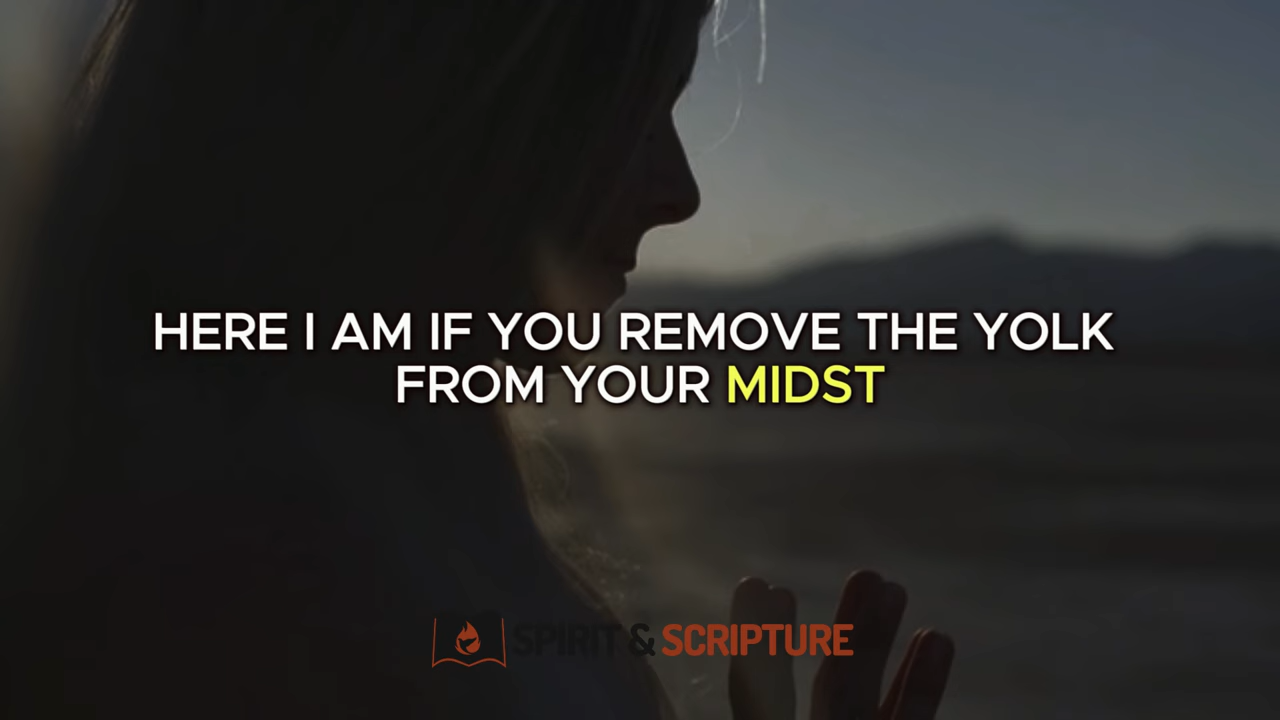 HERE I AM IF YOU REMOVE THE YOLK
FROM YOUR MIDST
SPIRIT & SCRIPTURE